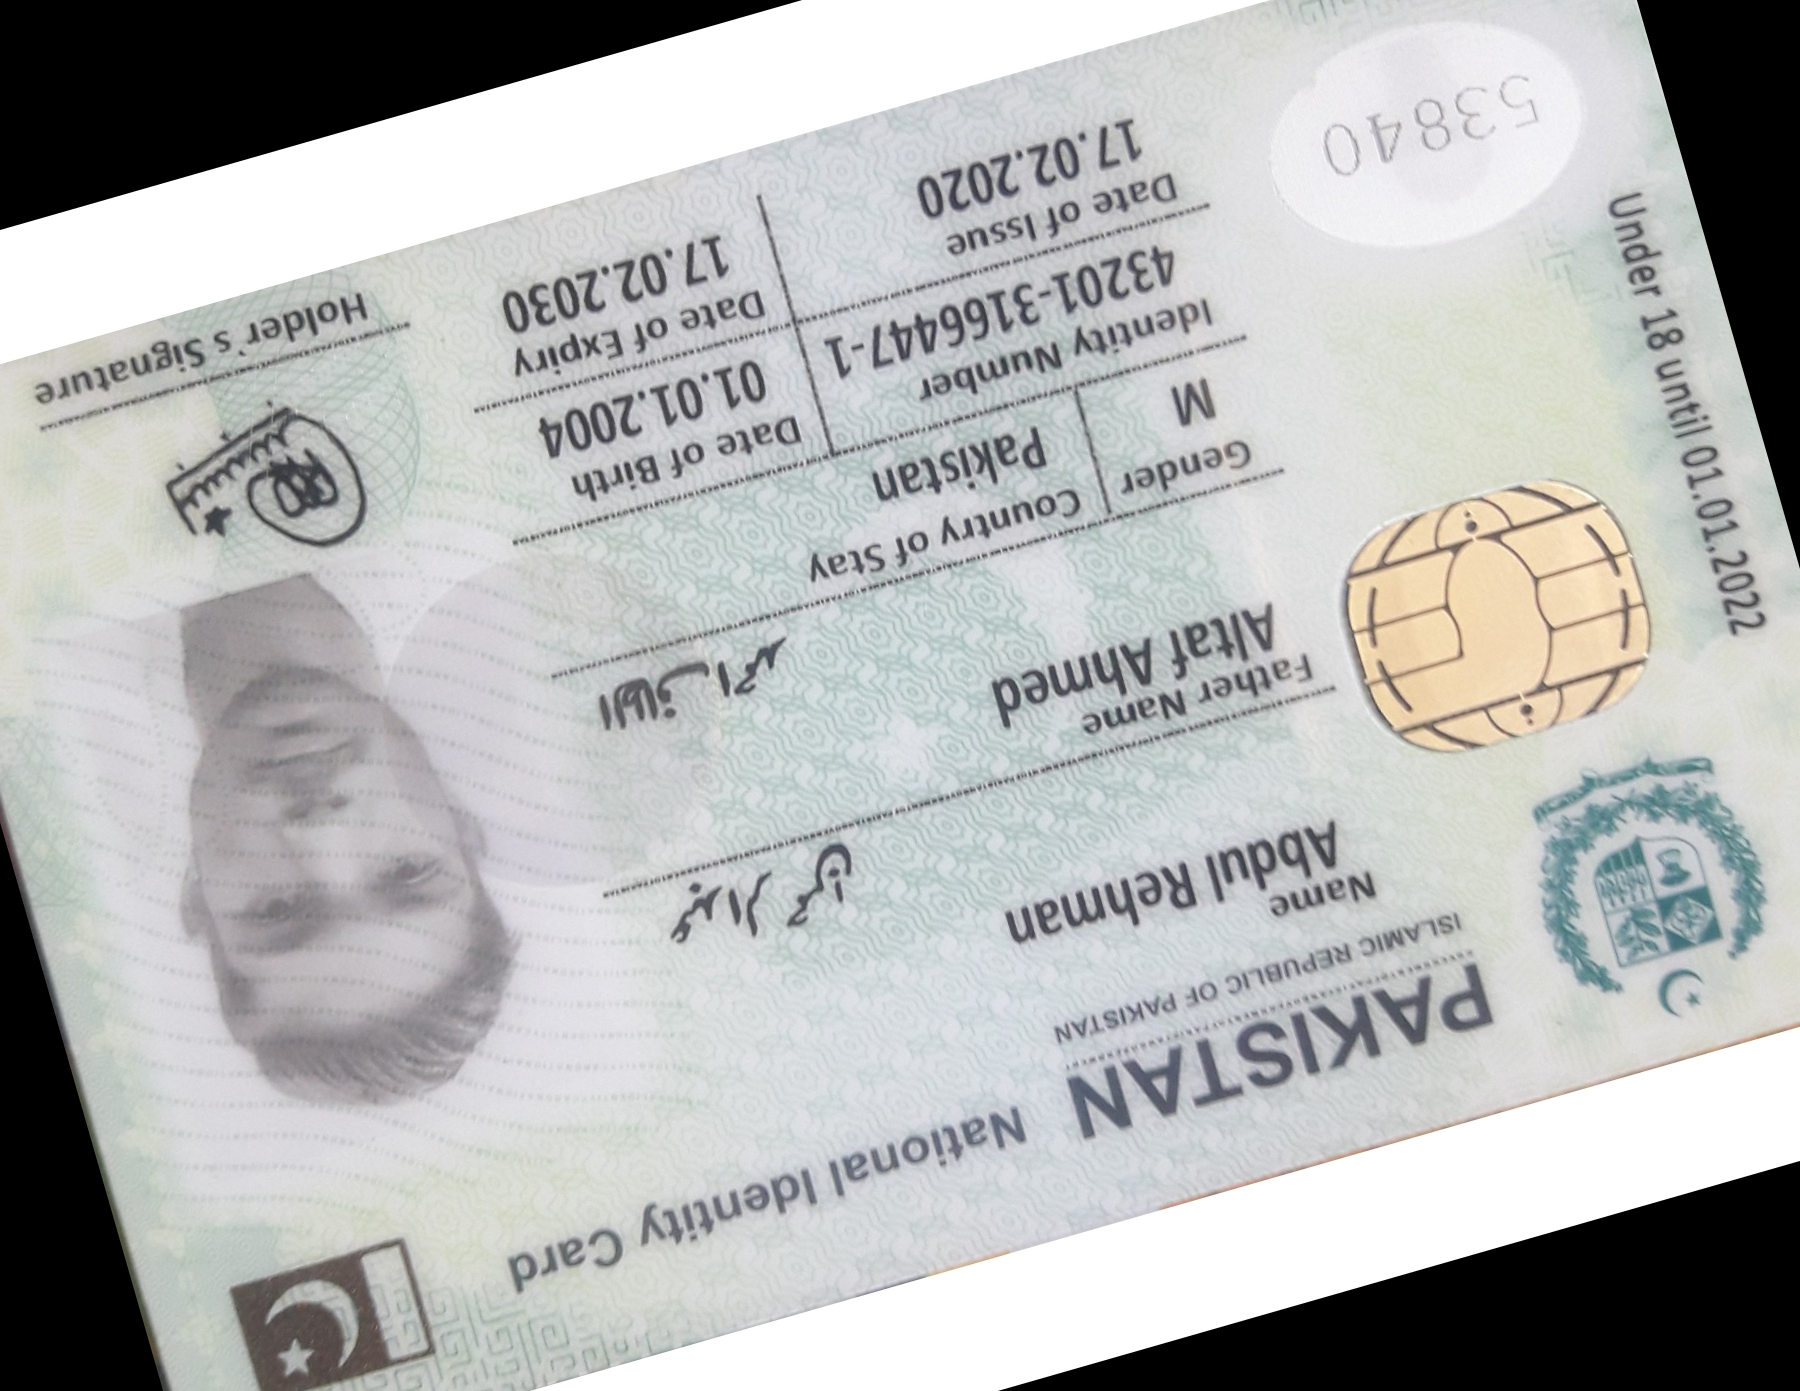 PAKISTAN National Identity Card
ISLAMIC REPUBLIC OF PAKISTAN
Name
Abdul Rehman
عبدالرحمن
Father Name
Altaf Ahmed
الطاف احمد
Gender
M
Country of Stay
Pakistan
Identity Number
43201-3166447-1
Date of Birth
01.01.2004
Date of Issue
17.02.2020
Date of Expiry
17.02.2030
Holder's Signature
Under 18 until 01.01.2022
53840